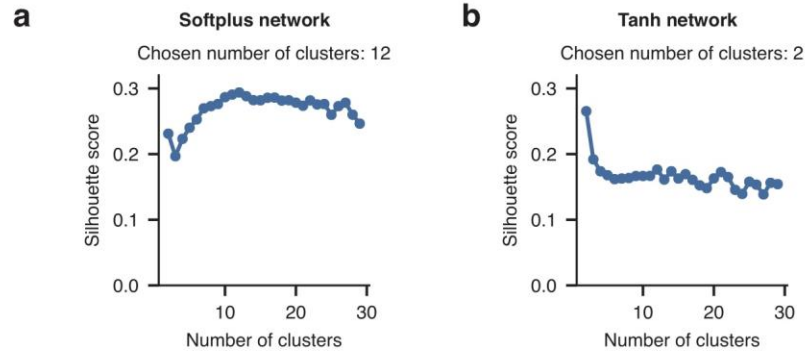 a
Softplus network
Chosen number of clusters: 12
Silhouette score
0.3
0.2
0.1
0.0
10
20
30
Number of clusters
b
Tanh network
Chosen number of clusters: 2
Silhouette score
0.3
0.2
0.1
0.0
10
20
30
Number of clusters